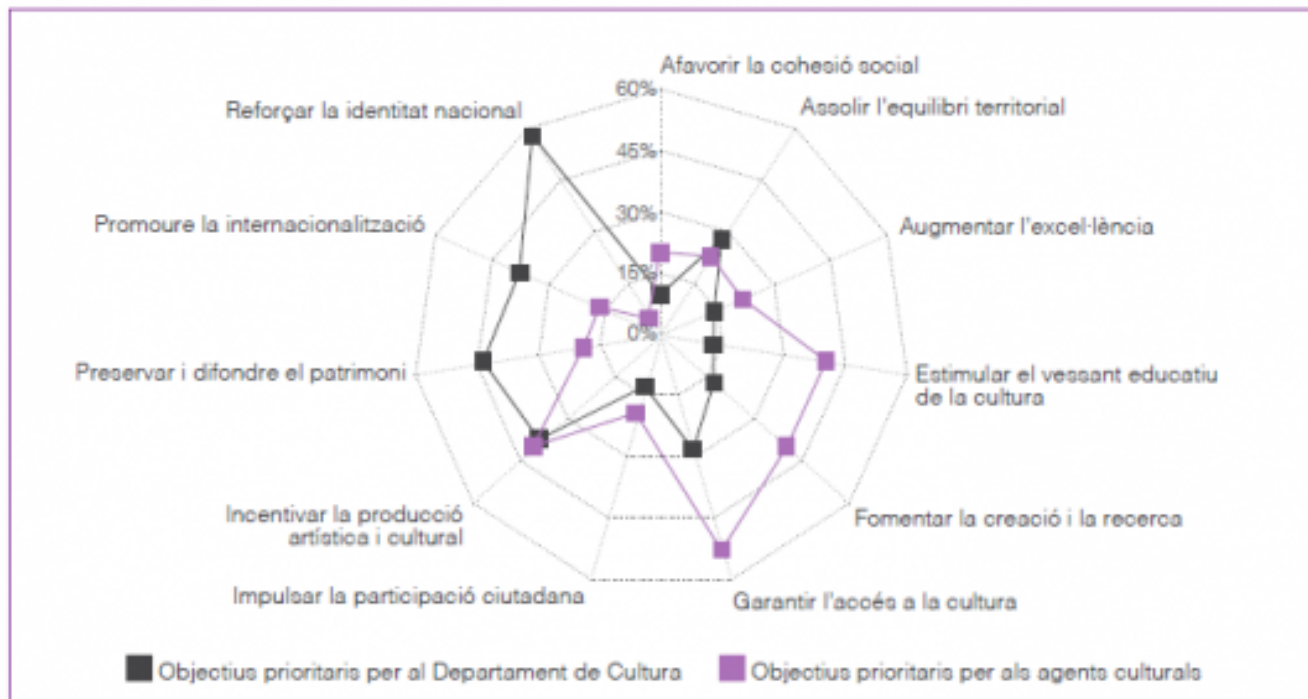 Afavorir la cohesió social
60%
Reforçar la identitat nacional
Assolir l'equilibri territorial
45%
Promoure la internacionalització
30%
Augmentar l'excel·lència
15%
0%
Preservar i difondre el patrimoni
Estimular el vessant educatiu
de la cultura
Incentivar la producció
artística i cultural
Fomentar la creació i la recerca
Impulsar la participació ciutadana
Garantir l'accés a la cultura
Objectius prioritaris per al Departament de Cultura
Objectius prioritaris per als agents culturals